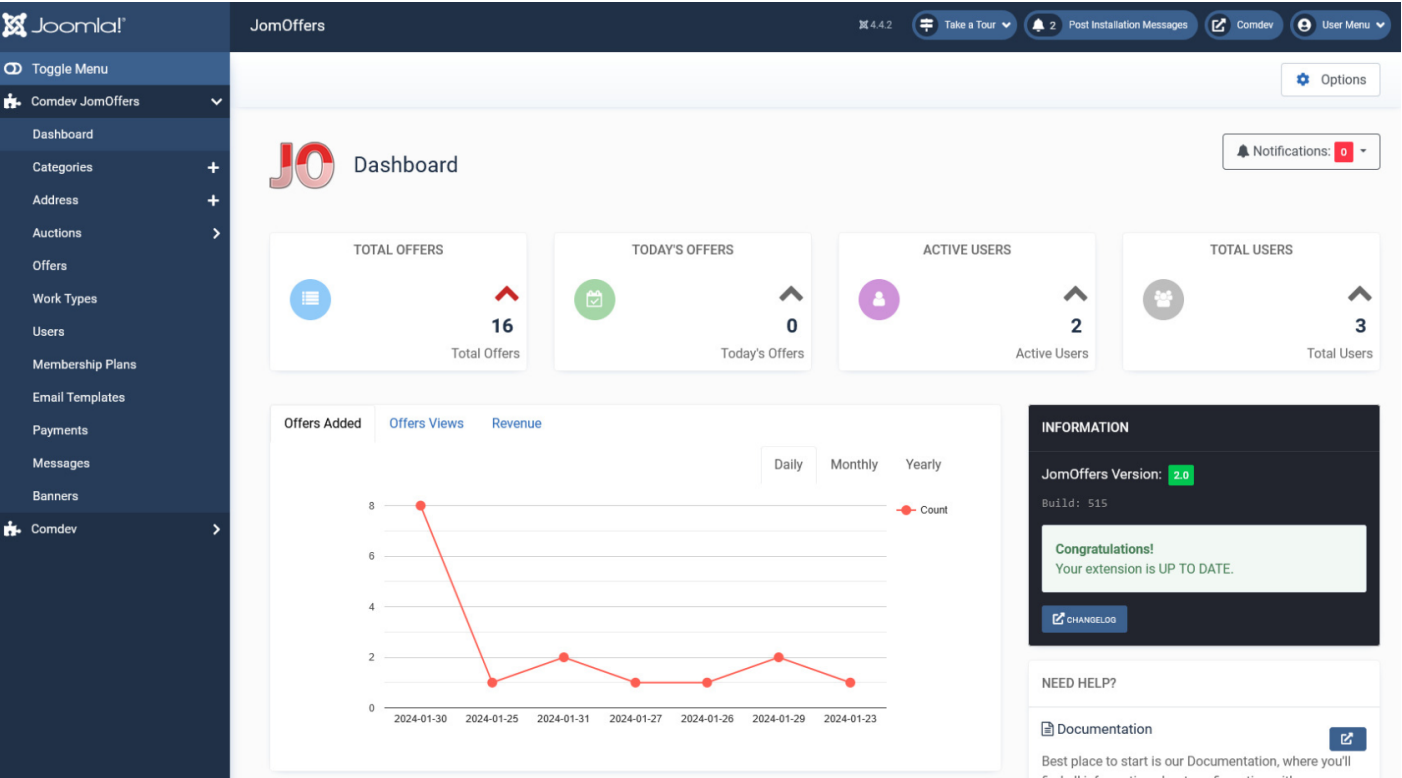 Joomla!®
JomOffers
4.4.2
Take a Tour
2 Post Installation Messages
Comdev
User Menu
Toggle Menu
Options
Comdev JomOffers
Dashboard
Categories
Address
Auctions
Offers
Work Types
Users
Membership Plans
Email Templates
Payments
Messages
Banners
Comdev
JO
Dashboard
Notifications: 0
TOTAL OFFERS
16
Total Offers
TODAY'S OFFERS
0
Today's Offers
ACTIVE USERS
2
Active Users
TOTAL USERS
3
Total Users
Offers Added
Offers Views
Revenue
Daily
Monthly
Yearly
8
6
4
2
0
Count
2024-01-30
2024-01-25
2024-01-31
2024-01-27
2024-01-26
2024-01-29
2024-01-23
INFORMATION
JomOffers Version: 2.0
Build: 515
Congratulations!
Your extension is UP TO DATE.
CHANGELOG
NEED HELP?
Documentation
Best place to start is our Documentation, where you'll